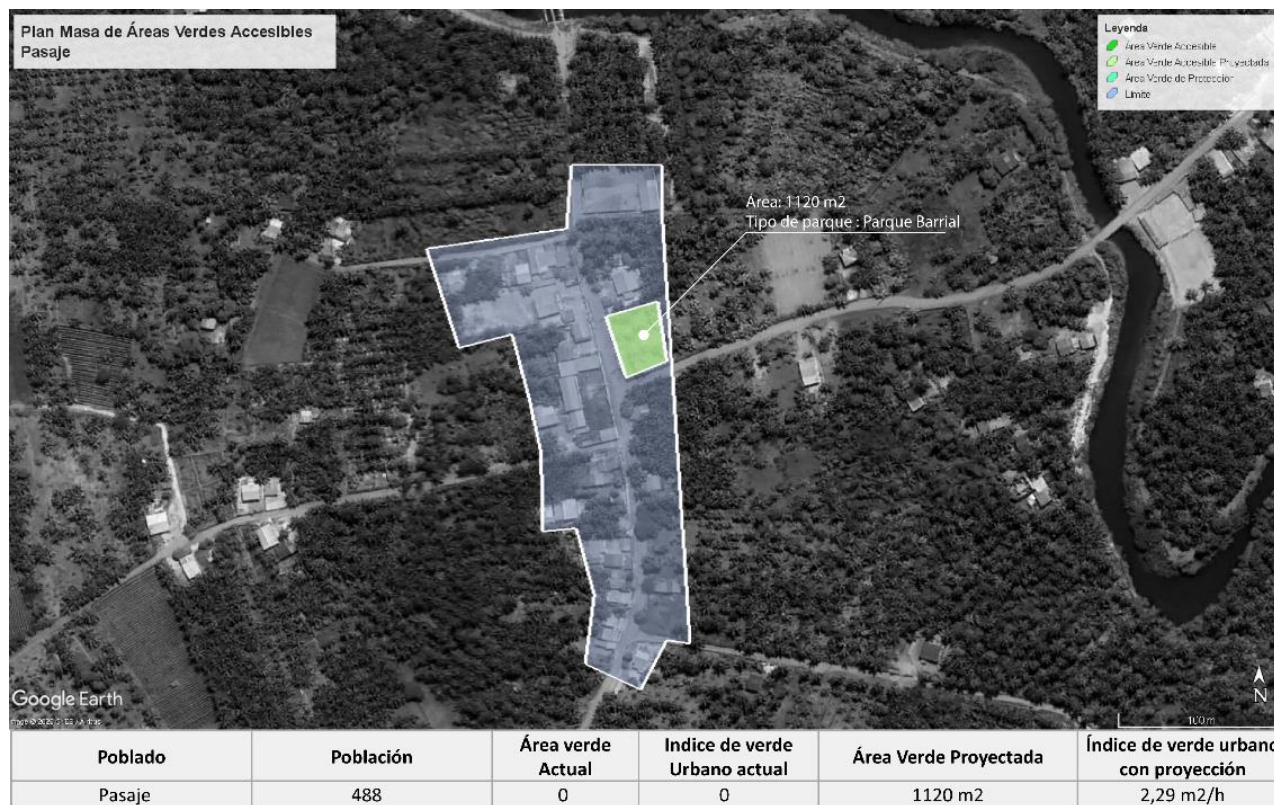 Plan Masa de Áreas Verdes Accesibles
Pasaje
Leyenda
Área Verde Accesible
Área Verde Accesible Proyectada
Área Verde de Protección
Límite
Área: 1120 m2
Tipo de parque : Parque Barrial
Google Earth
N
100 m
Poblado Población Área verde Actual Indice de verde Urbano actual Área Verde Proyectada Índice de verde urbano con proyección
Pasaje 488 0 0 1120 m2 2,29 m2/h